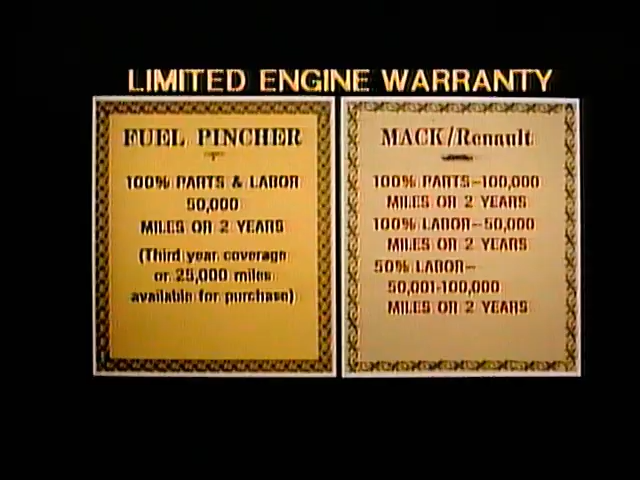 LIMITED ENGINE WARRANTY
FUEL PINCHER
100% PARTS & LABOR
50,000
MILES OR 2 YEARS
(Third year coverage
or 25,000 miles
available for purchase)
MACK/Renault
100% PARTS-100,000
MILES OR 2 YEARS
100% LABOR-50,000
MILES OR 2 YEARS
50% LABOR-
50,001-100,000
MILES OR 2 YEARS